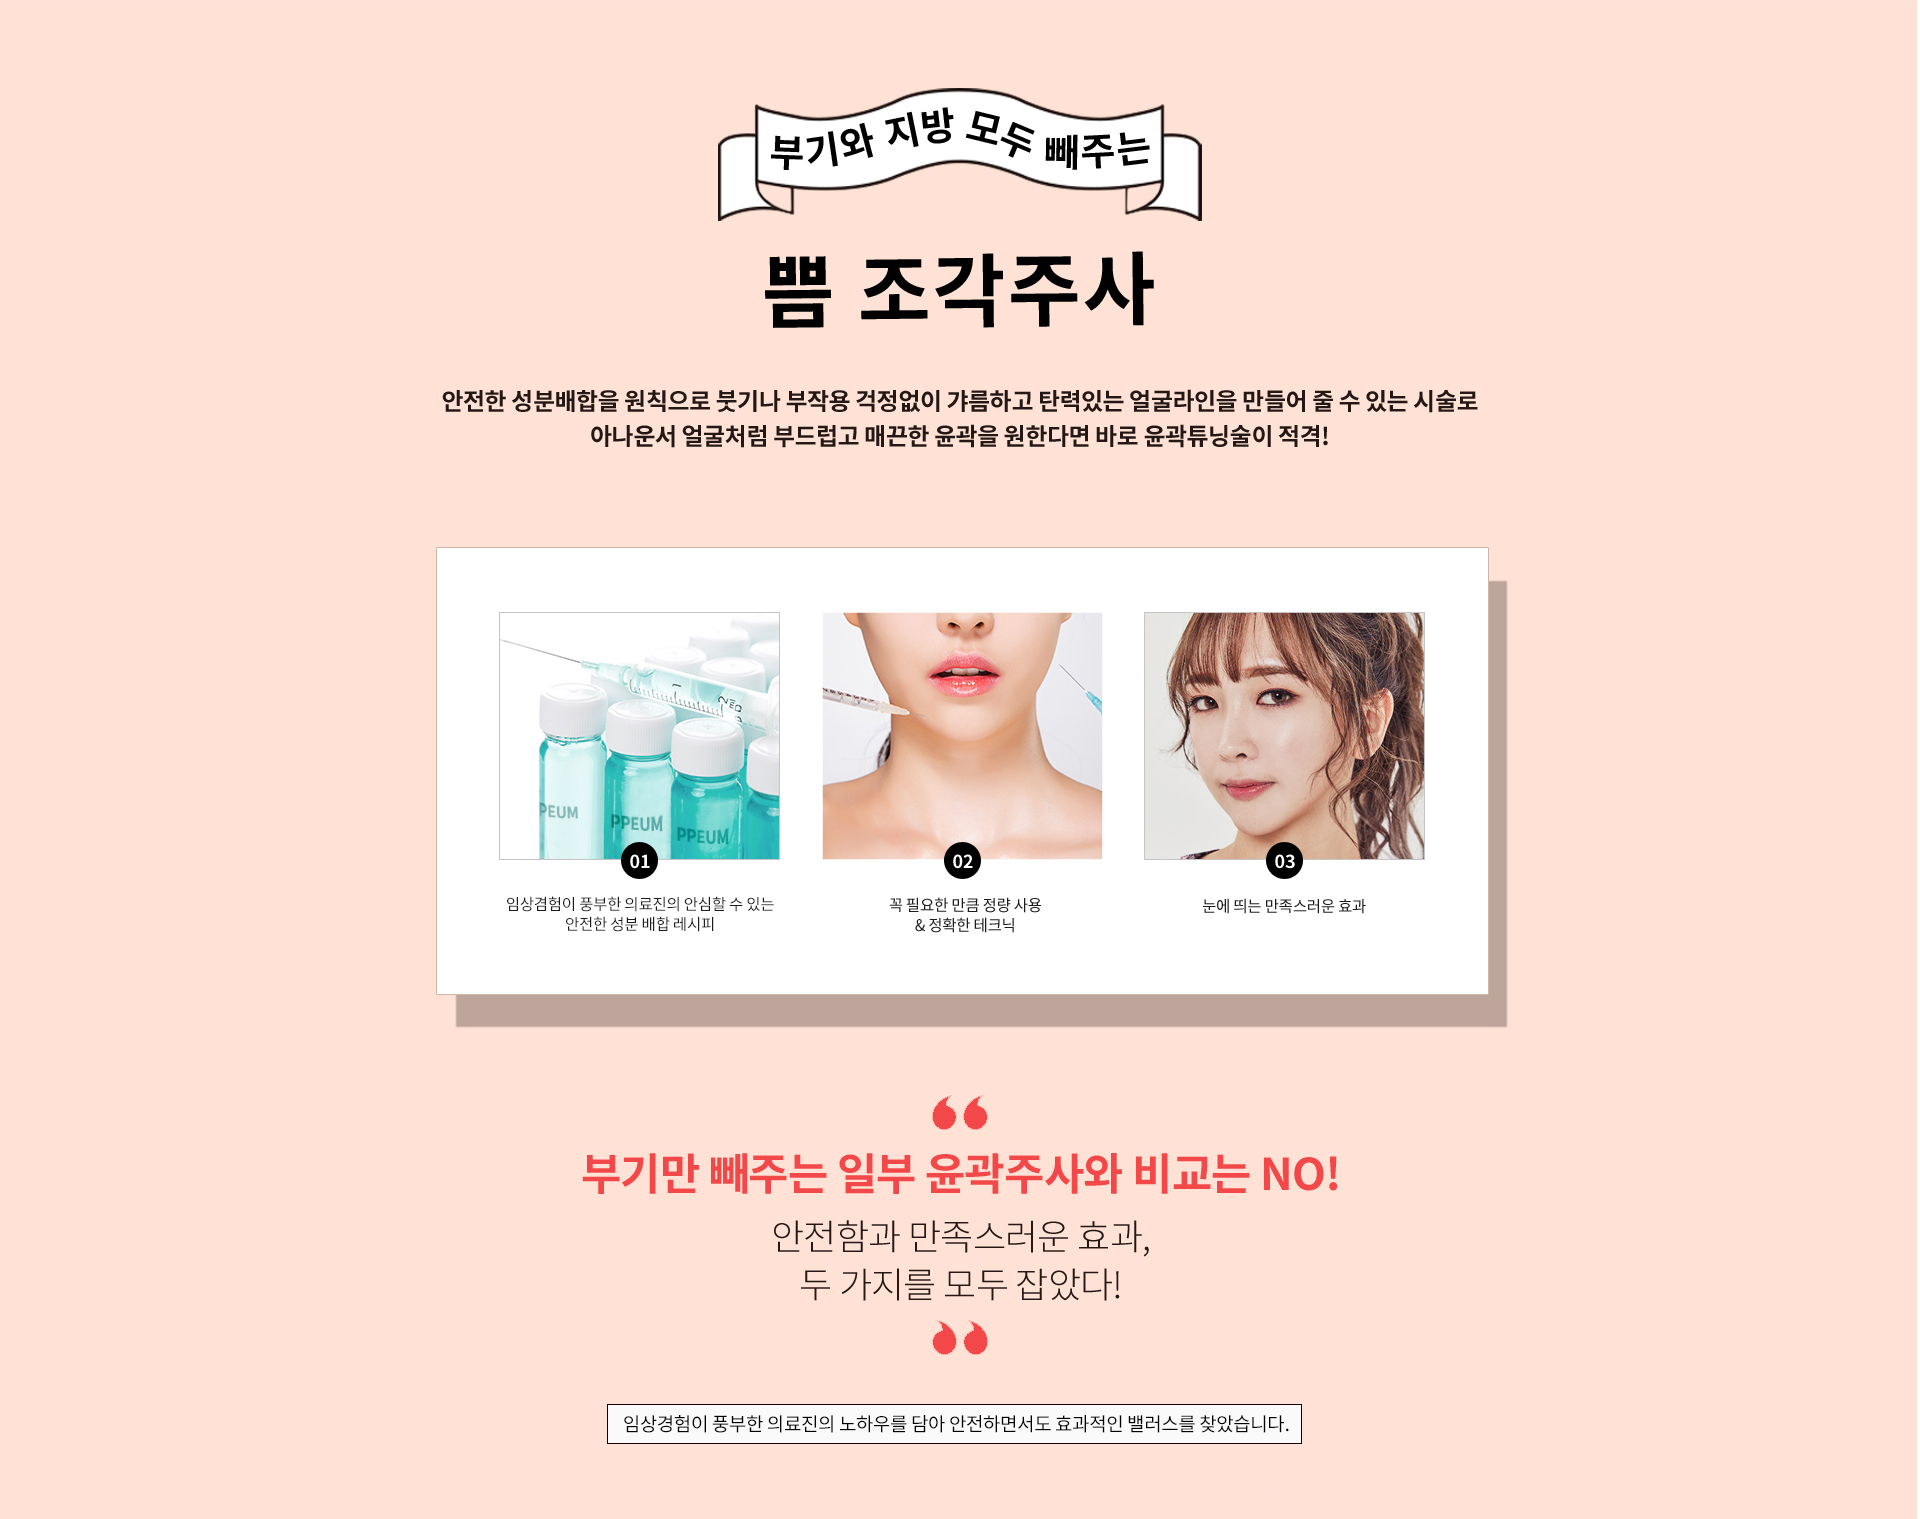 부기와 지방 모두 빼주는
쁨 조각주사
안전한 성분배합을 원칙으로 붓기나 부작용 걱정없이 갸름하고 탄력있는 얼굴라인을 만들어 줄 수 있는 시술로
아나운서 얼굴처럼 부드럽고 매끈한 윤곽을 원한다면 바로 윤곽튜닝술이 적격!
1
2
ml
PEUM
PPEUM
PPEUM
01
02
03
임상겸험이 풍부한 의료진의 안심할 수 있는
안전한 성분 배합 레시피
꼭 필요한 만큼 정량 사용
& 정확한 테크닉
눈에 띄는 만족스러운 효과
“
부기만 빼주는 일부 윤곽주사와 비교는 NO!
안전함과 만족스러운 효과,
두 가지를 모두 잡았다!
”
임상경험이 풍부한 의료진의 노하우를 담아 안전하면서도 효과적인 밸러스를 찾았습니다.